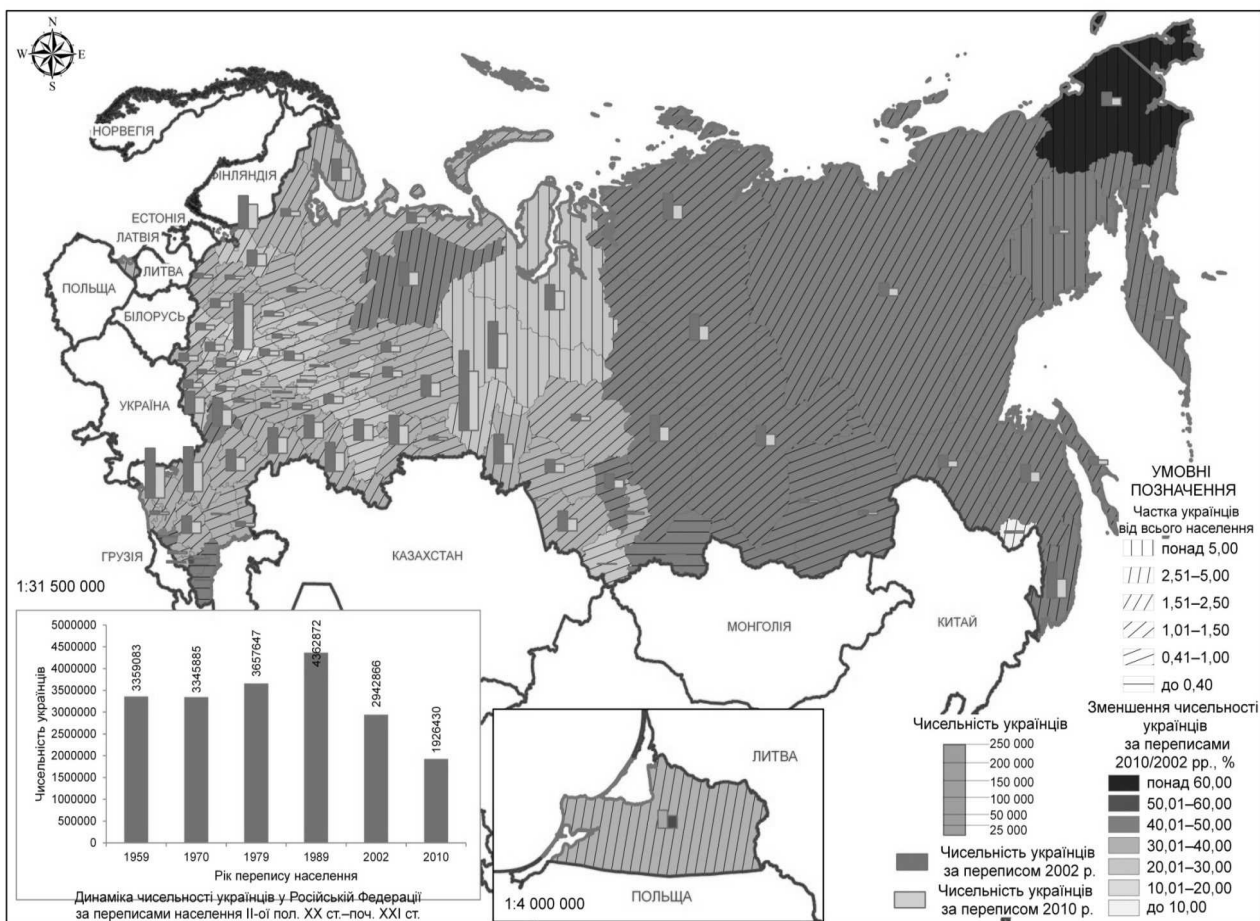 N
W E
S
НОРВЕГІЯ
ФІНЛЯНДІЯ
ЕСТОНІЯ
ЛАТВІЯ
ЛИТВА
ПОЛЬЩА
БІЛОРУСЬ
УКРАЇНА
ГРУЗІЯ
КАЗАХСТАН
МОНГОЛІЯ
КИТАЙ
1:31 500 000
УМОВНІ
ПОЗНАЧЕННЯ
Частка українців
від всього населення
понад 5,00
2,51–5,00
1,51–2,50
1,01–1,50
0,41–1,00
до 0,40
Зменшення чисельності
українців
за переписами
2010/2002 рр., %
понад 60,00
50,01–60,00
40,01–50,00
30,01–40,00
20,01–30,00
10,01–20,00
до 10,00
Чисельність українців
250 000
200 000
150 000
100 000
50 000
25 000
Чисельність українців
за переписом 2002 р.
Чисельність українців
за переписом 2010 р.
Чисельність українців
5000000
4500000
4000000
3500000
3000000
2500000
2000000
1500000
1000000
500000
0
3359083
3345885
3657647
4362872
2942866
1926430
1959 1970 1979 1989 2002 2010
Рік перепису населення
Динаміка чисельності українців у Російській Федерації
за переписами населення ІІ-ої пол. ХХ ст.–поч. ХХІ ст.
ЛИТВА
ПОЛЬЩА
1:4 000 000